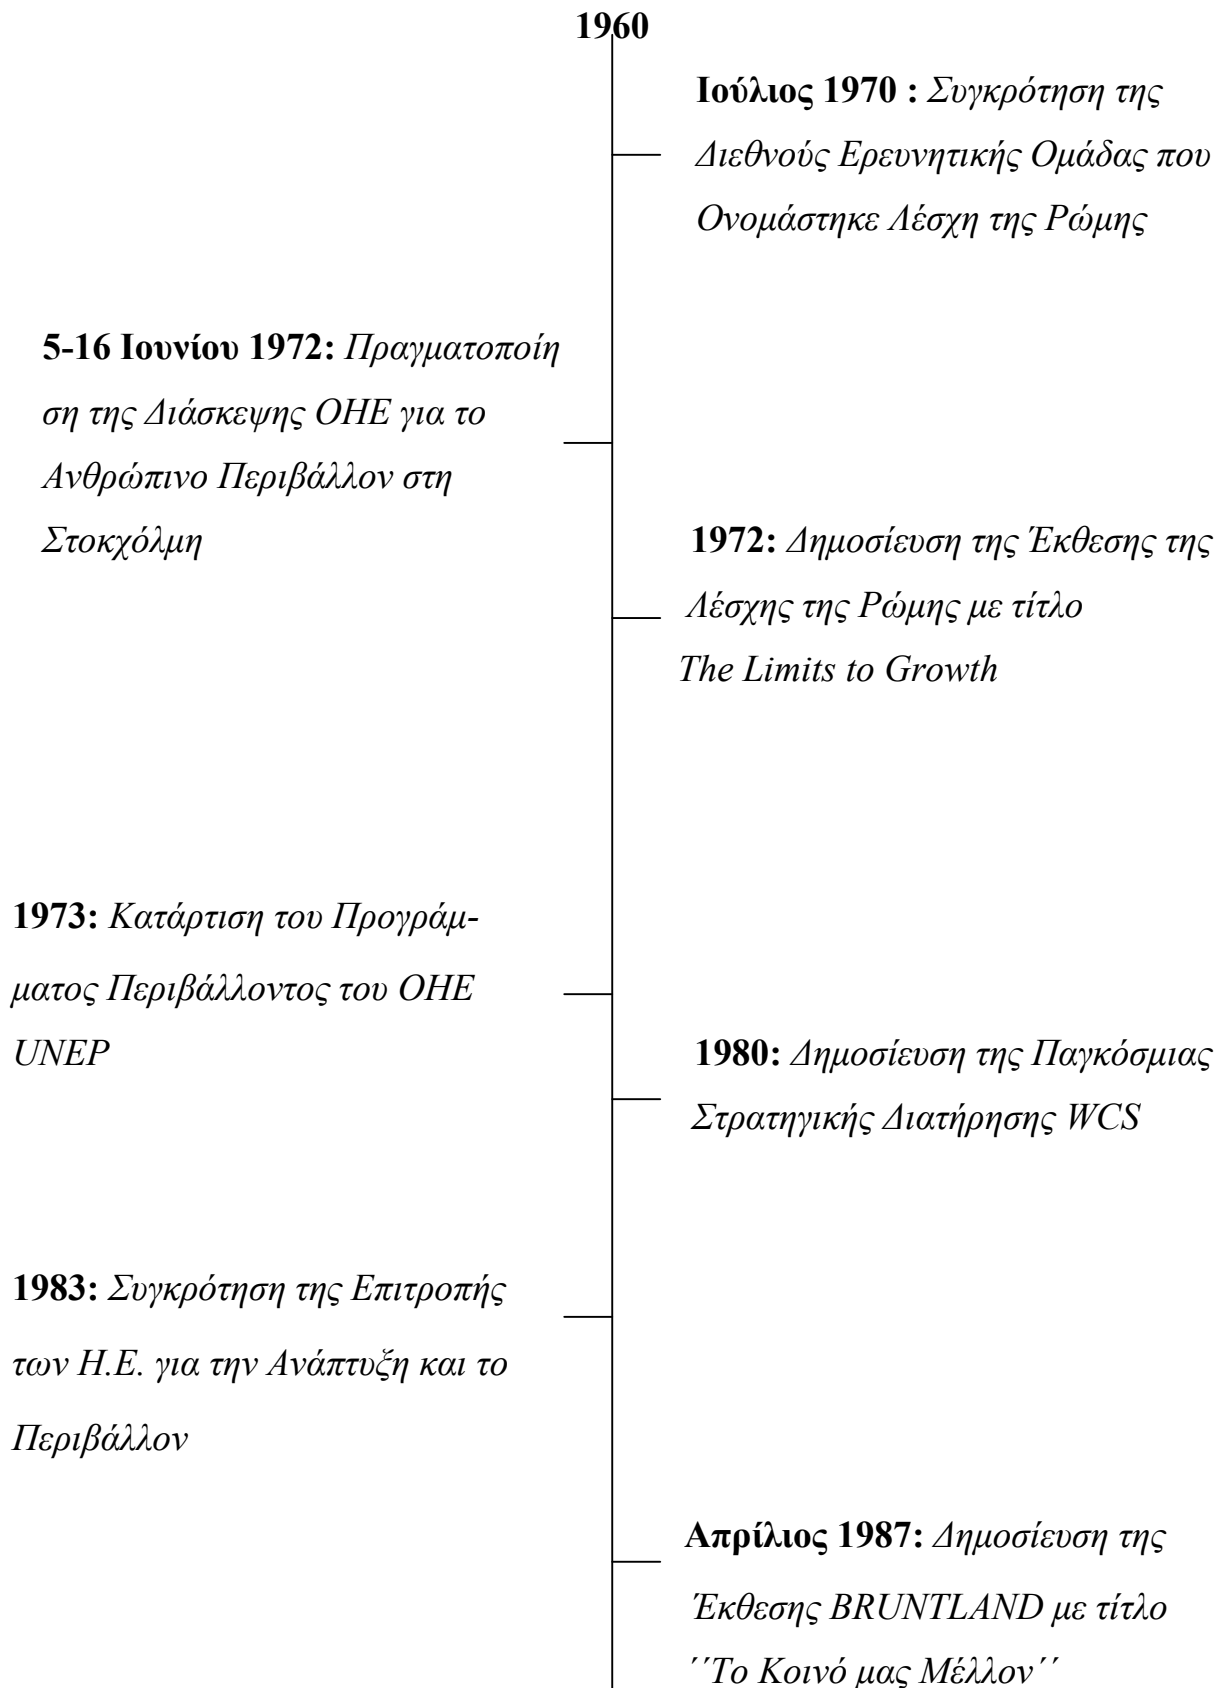 1960
Ιούλιος 1970 : Συγκρότηση της
Διεθνούς Ερευνητικής Ομάδας που
Ονομάστηκε Λέσχη της Ρώμης
5-16 Ιουνίου 1972: Πραγματοποίη
ση της Διάσκεψης ΟΗΕ για το
Ανθρώπινο Περιβάλλον στη
Στοκχόλμη
1972: Δημοσίευση της Έκθεσης της
Λέσχης της Ρώμης με τίτλο
The Limits to Growth
1973: Κατάρτιση του Προγράμ-
ματος Περιβάλλοντος του ΟΗΕ
UNEP
1980: Δημοσίευση της Παγκόσμιας
Στρατηγικής Διατήρησης WCS
1983: Συγκρότηση της Επιτροπής
των Η.Ε. για την Ανάπτυξη και το
Περιβάλλον
Απρίλιος 1987: Δημοσίευση της
Έκθεσης BRUNTLAND με τίτλο
΄΄Το Κοινό μας Μέλλον΄΄